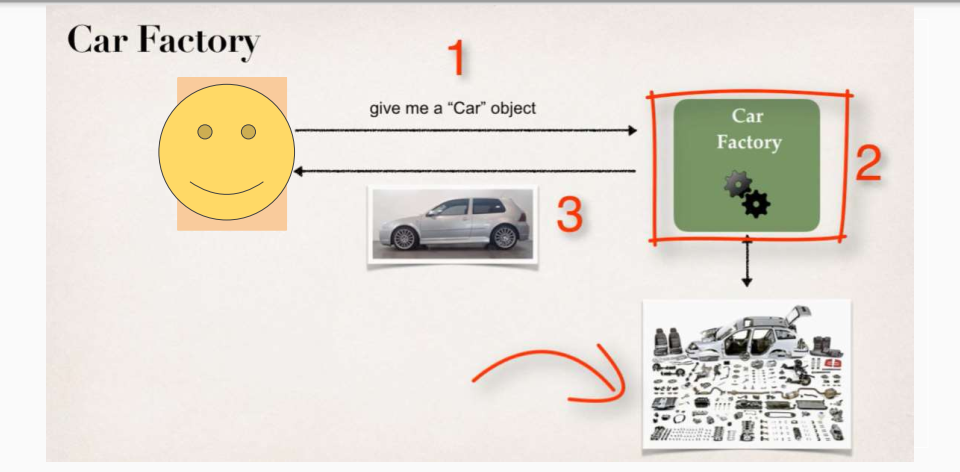 Car Factory
1
give me a “Car” object
Car
Factory
2
3